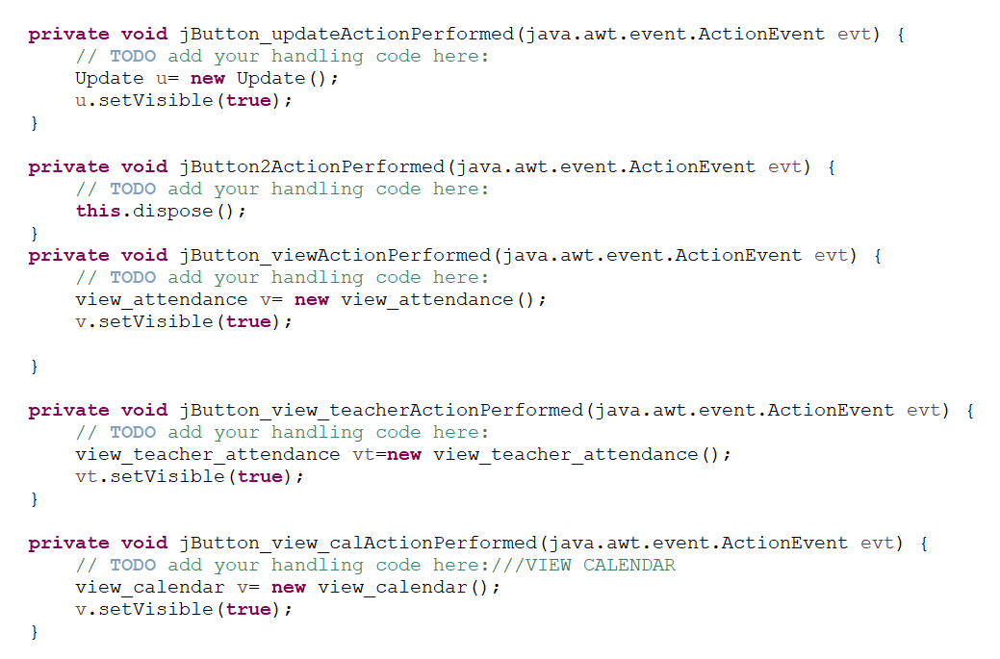 private void jButton_updateActionPerformed(java.awt.event.ActionEvent evt) {
    // TODO add your handling code here:
    Update u= new Update();
    u.setVisible(true);
}
private void jButton2ActionPerformed(java.awt.event.ActionEvent evt) {
    // TODO add your handling code here:
    this.dispose();
}
private void jButton_viewActionPerformed(java.awt.event.ActionEvent evt) {
    // TODO add your handling code here:
    view_attendance v= new view_attendance();
    v.setVisible(true);
}
private void jButton_view_teacherActionPerformed(java.awt.event.ActionEvent evt) {
    // TODO add your handling code here:
    view_teacher_attendance vt=new view_teacher_attendance();
    vt.setVisible(true);
}
private void jButton_view_calActionPerformed(java.awt.event.ActionEvent evt) {
    // TODO add your handling code here:///VIEW CALENDAR
    view_calendar v= new view_calendar();
    v.setVisible(true);
}